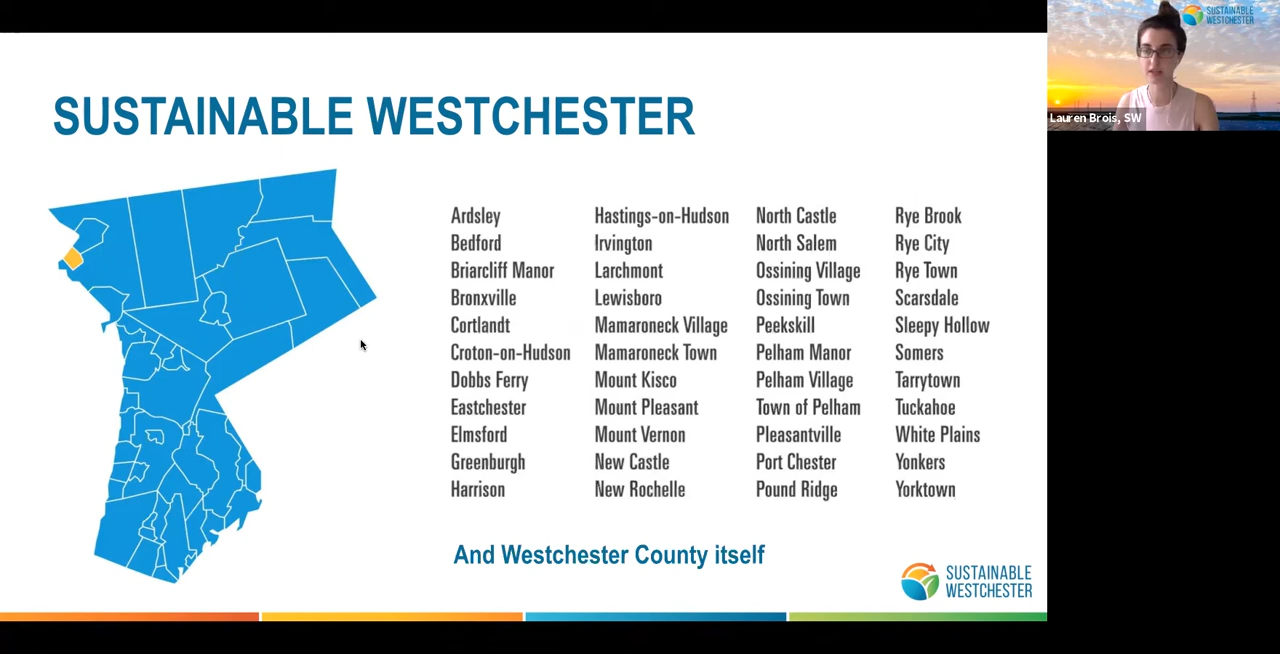 SUSTAINABLE WESTCHESTER
Ardsley
Bedford
Briarcliff Manor
Bronxville
Cortlandt
Croton-on-Hudson
Dobbs Ferry
Eastchester
Elmsford
Greenburgh
Harrison
Hastings-on-Hudson
Irvington
Larchmont
Lewisboro
Mamaroneck Village
Mamaroneck Town
Mount Kisco
Mount Pleasant
Mount Vernon
New Castle
New Rochelle
North Castle
North Salem
Ossining Village
Ossining Town
Peekskill
Pelham Manor
Pelham Village
Town of Pelham
Pleasantville
Port Chester
Pound Ridge
Rye Brook
Rye City
Rye Town
Scarsdale
Sleepy Hollow
Somers
Tarrytown
Tuckahoe
White Plains
Yonkers
Yorktown
And Westchester County itself
SUSTAINABLE
WESTCHESTER
SUSTAINABLE
WESTCHESTER
Lauren Brois, SW